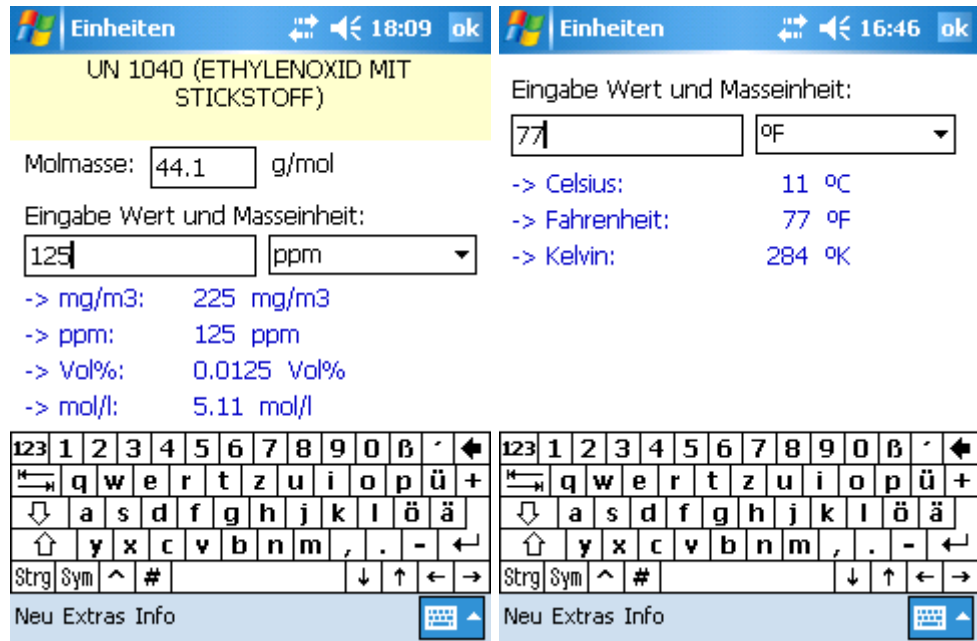 Einheiten 18:09 ok
UN 1040 (ETHYLENOXID MIT
STICKSTOFF)
Molmasse: 44.1 g/mol
Eingabe Wert und Masseinheit:
125 ppm
-> mg/m3: 225 mg/m3
-> ppm: 125 ppm
-> Vol%: 0.0125 Vol%
-> mol/l: 5.11 mol/l
123 1 2 3 4 5 6 7 8 9 0 ß ´
q w e r t z u i o p ü +
a s d f g h j k l ö ä
y x c v b n m , . -
Strg Sym ^ # ↓ ↑ ← →
Neu Extras Info
Einheiten 16:46 ok
Eingabe Wert und Masseinheit:
77 ºF
-> Celsius: 11 ºC
-> Fahrenheit: 77 ºF
-> Kelvin: 284 ºK
123 1 2 3 4 5 6 7 8 9 0 ß ´
q w e r t z u i o p ü +
a s d f g h j k l ö ä
y x c v b n m , . -
Strg Sym ^ # ↓ ↑ ← →
Neu Extras Info